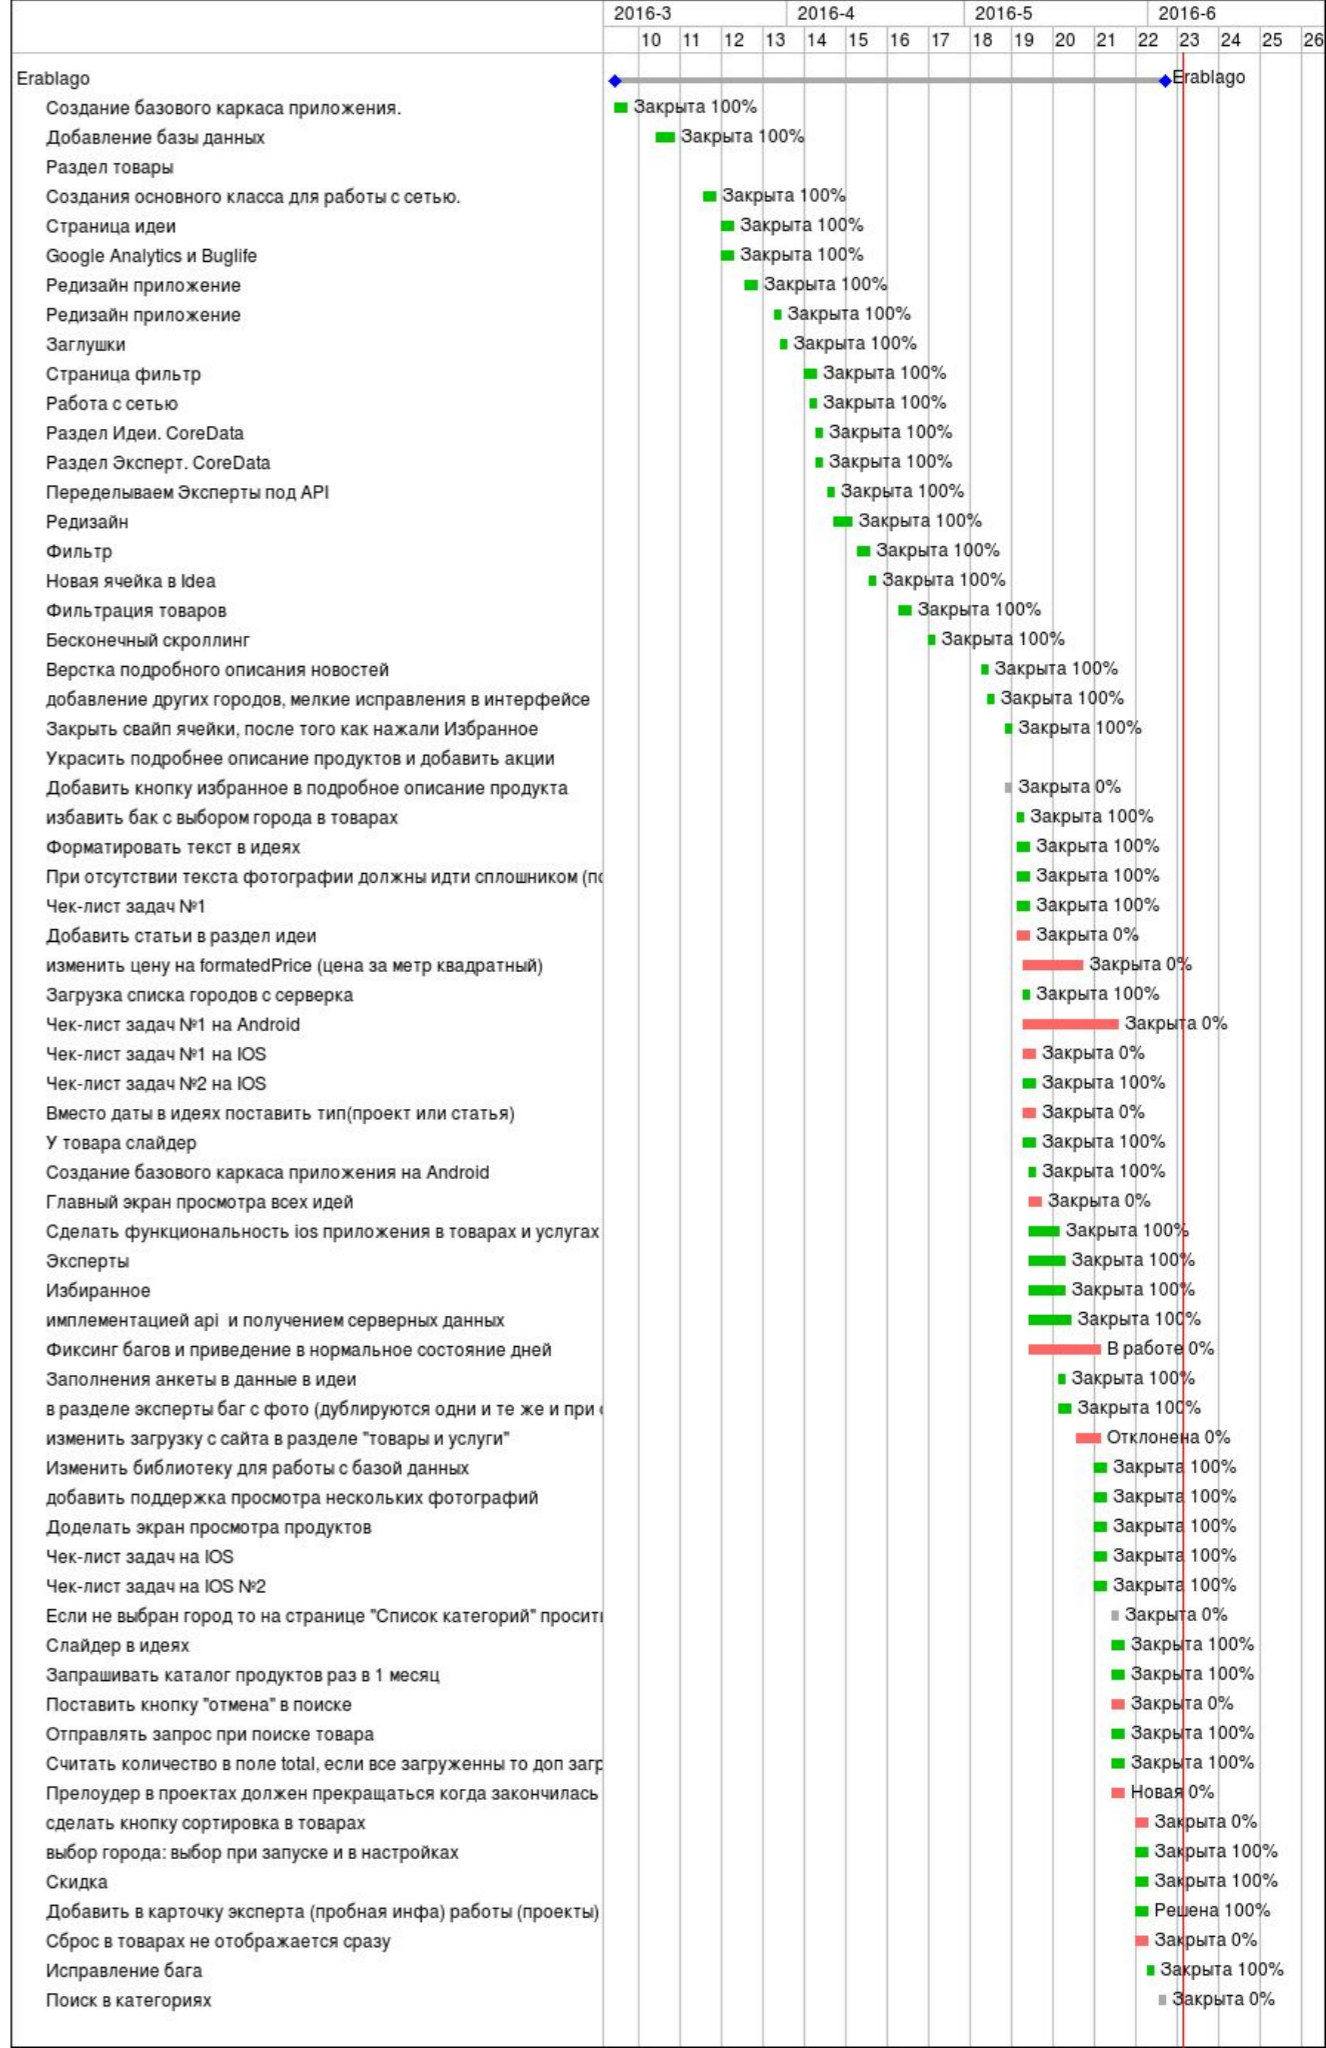 2016-3 2016-4 2016-5 2016-6
10 11 12 13 14 15 16 17 18 19 20 21 22 23 24 25 26
Erablago Erablago
Создание базового каркаса приложения. Закрыта 100%
Добавление базы данных Закрыта 100%
Раздел товары
Создания основного класса для работы с сетью. Закрыта 100%
Страница идеи Закрыта 100%
Google Analytics и Buglife Закрыта 100%
Редизайн приложение Закрыта 100%
Редизайн приложение Закрыта 100%
Заглушки Закрыта 100%
Страница фильтр Закрыта 100%
Работа с сетью Закрыта 100%
Раздел Идеи. CoreData Закрыта 100%
Раздел Эксперт. CoreData Закрыта 100%
Переделываем Эксперты под API Закрыта 100%
Редизайн Закрыта 100%
Фильтр Закрыта 100%
Новая ячейка в Idea Закрыта 100%
Фильтрация товаров Закрыта 100%
Бесконечный скроллинг Закрыта 100%
Верстка подробного описания новостей Закрыта 100%
добавление других городов, мелкие исправления в интерфейсе Закрыта 100%
Закрыть свайп ячейки, после того как нажали Избранное Закрыта 100%
Украсить подробнее описание продуктов и добавить акции
Добавить кнопку избранное в подробное описание продукта Закрыта 0%
избавить бак с выбором города в товарах Закрыта 100%
Форматировать текст в идеях Закрыта 100%
При отсутствии текста фотографии должны идти сплошником (по Закрыта 100%
Чек-лист задач №1 Закрыта 100%
Добавить статьи в раздел идеи Закрыта 0%
изменить цену на formatedPrice (цена за метр квадратный) Закрыта 0%
Загрузка списка городов с серверка Закрыта 100%
Чек-лист задач №1 на Android Закрыта 0%
Чек-лист задач №1 на IOS Закрыта 0%
Чек-лист задач №2 на IOS Закрыта 100%
Вместо даты в идеях поставить тип(проект или статья) Закрыта 0%
У товара слайдер Закрыта 100%
Создание базового каркаса приложения на Android Закрыта 100%
Главный экран просмотра всех идей Закрыта 0%
Сделать функциональность ios приложения в товарах и услугах Закрыта 100%
Эксперты Закрыта 100%
Избиранное Закрыта 100%
имплементацией api и получением серверных данных Закрыта 100%
Фиксинг багов и приведение в нормальное состояние дней В работе 0%
Заполнения анкеты в данные в идеи Закрыта 100%
в разделе эксперты баг с фото (дублируются одни и те же и при Закрыта 100%
изменить загрузку с сайта в разделе "товары и услуги" Отклонена 0%
Изменить библиотеку для работы с базой данных Закрыта 100%
добавить поддержка просмотра нескольких фотографий Закрыта 100%
Доделать экран просмотра продуктов Закрыта 100%
Чек-лист задач на IOS Закрыта 100%
Чек-лист задач на IOS №2 Закрыта 100%
Если не выбран город то на странице "Список категорий" просить Закрыта 0%
Слайдер в идеях Закрыта 100%
Запрашивать каталог продуктов раз в 1 месяц Закрыта 100%
Поставить кнопку "отмена" в поиске Закрыта 0%
Отправлять запрос при поиске товара Закрыта 100%
Считать количество в поле total, если все загруженны то доп загр Закрыта 100%
Прелоудер в проектах должен прекращаться когда закончилась Новая 0%
сделать кнопку сортировка в товарах Закрыта 0%
выбор города: выбор при запуске и в настройках Закрыта 100%
Скидка Закрыта 100%
Добавить в карточку эксперта (пробная инфа) работы (проекты) Решена 100%
Сброс в товарах не отображается сразу Закрыта 0%
Исправление бага Закрыта 100%
Поиск в категориях Закрыта 0%